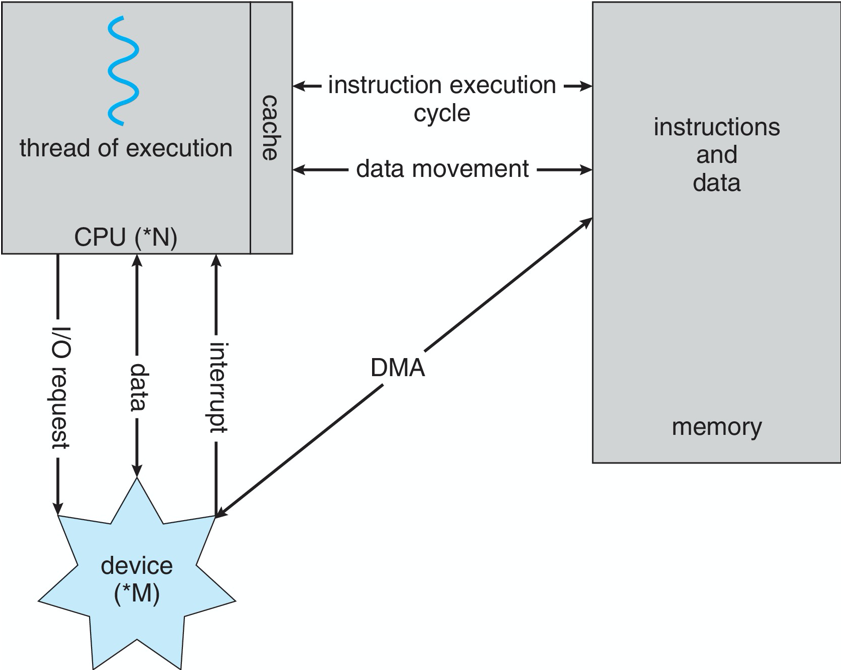 thread of execution
cache
CPU (*N)
instruction execution
cycle
data movement
instructions
and
data
memory
I/O request
data
interrupt
DMA
device
(*M)